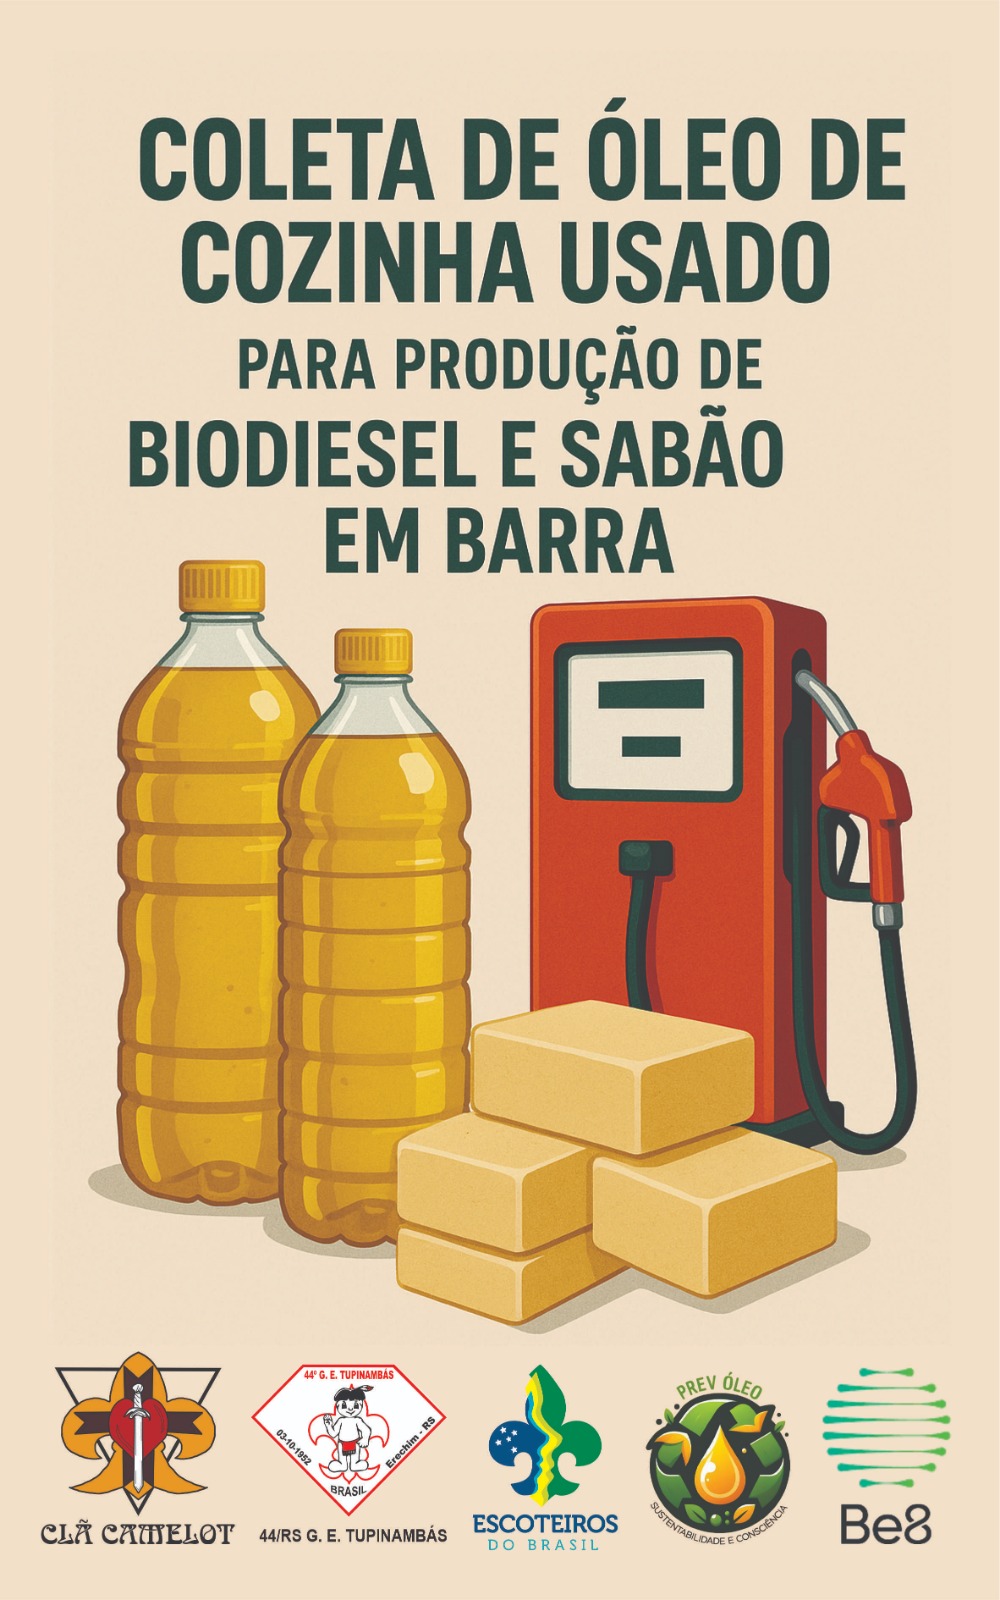 COLETA DE ÓLEO DE
COZINHA USADO
PARA PRODUÇÃO DE
BIODIESEL E SABÃO
EM BARRA
CLÃ CAMELOT
44º G. E. TUPINAMBÁS
03-10-1952
Erechim - RS
BRASIL
44/RS G. E. TUPINAMBÁS
ESCOTEIROS
DO BRASIL
PREV ÓLEO
SUSTENTABILIDADE E CONSCIÊNCIA
Be8